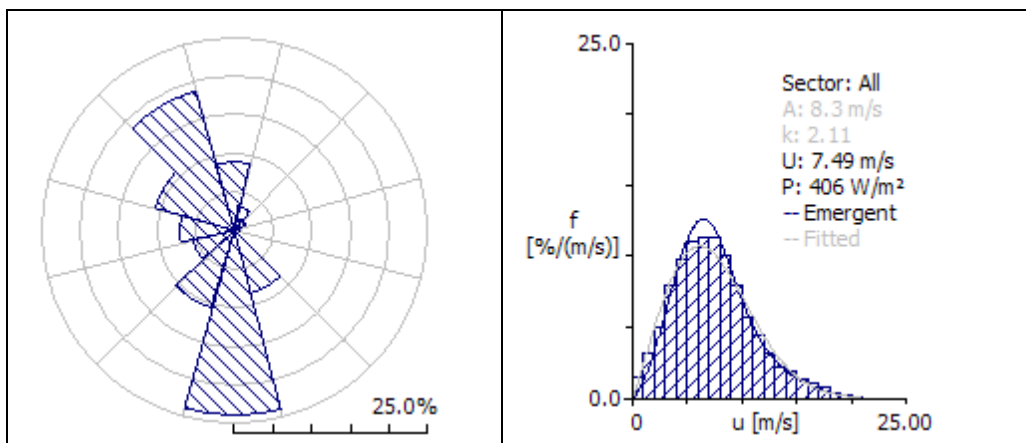 25.0%
25.0
Sector: All
A: 8.3 m/s
k: 2.11
U: 7.49 m/s
P: 406 W/m²
-- Emergent
-- Fitted
f
[%/(m/s)]
0.0
0
u [m/s]
25.00